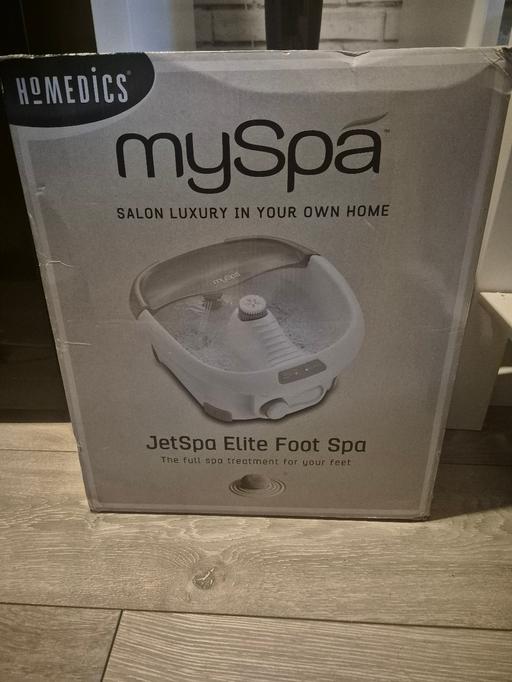 HoMEDiCS®
mySpa™
SALON LUXURY IN YOUR OWN HOME
mySpa
JetSpa Elite Foot Spa
The full spa treatment for your feet